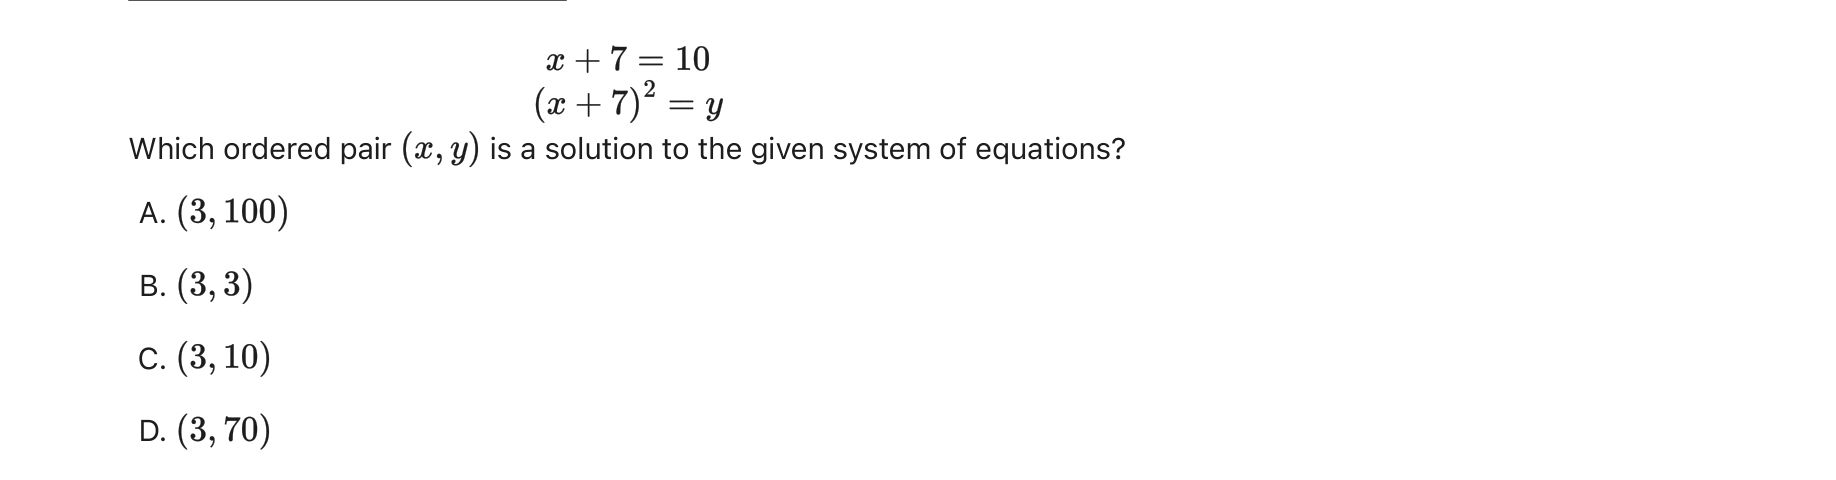 x + 7 = 10
(x + 7)² = y
Which ordered pair (x, y) is a solution to the given system of equations?
A. (3, 100)
B. (3, 3)
C. (3, 10)
D. (3, 70)